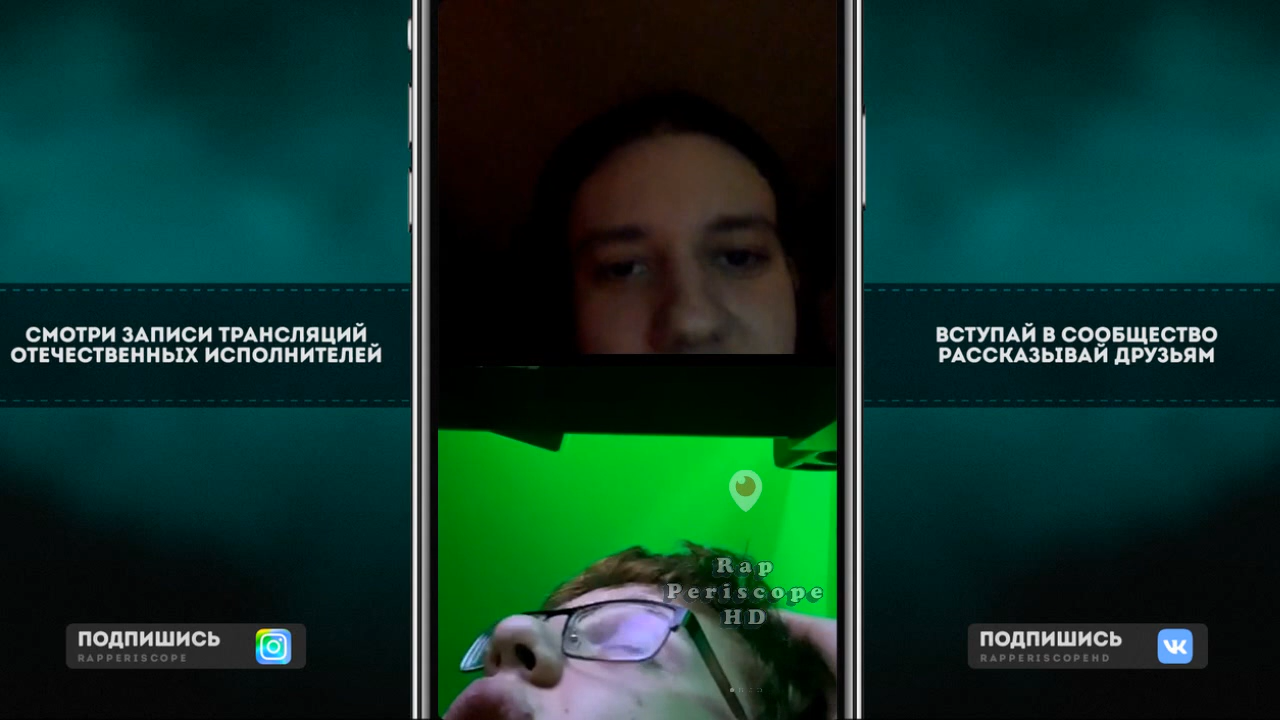 СМОТРИ ЗАПИСИ ТРАНСЛЯЦИЙ
ОТЕЧЕСТВЕННЫХ ИСПОЛНИТЕЛЕЙ
ВСТУПАЙ В СООБЩЕСТВО
РАССКАЗЫВАЙ ДРУЗЬЯМ
Rap
Periscope
HD
ПОДПИШИСЬ
RAPPERISCOPE
ПОДПИШИСЬ
RAPPERISCOPEHD